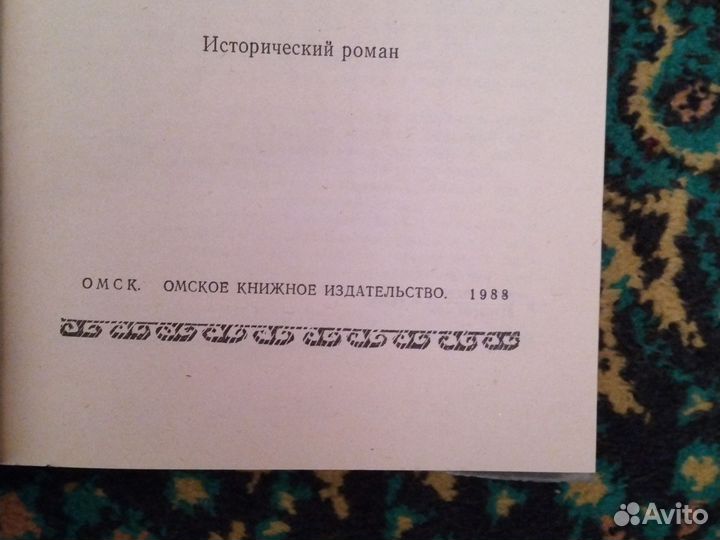 Исторический роман
ОМСК. ОМСКОЕ КНИЖНОЕ ИЗДАТЕЛЬСТВО. 1988
Avito